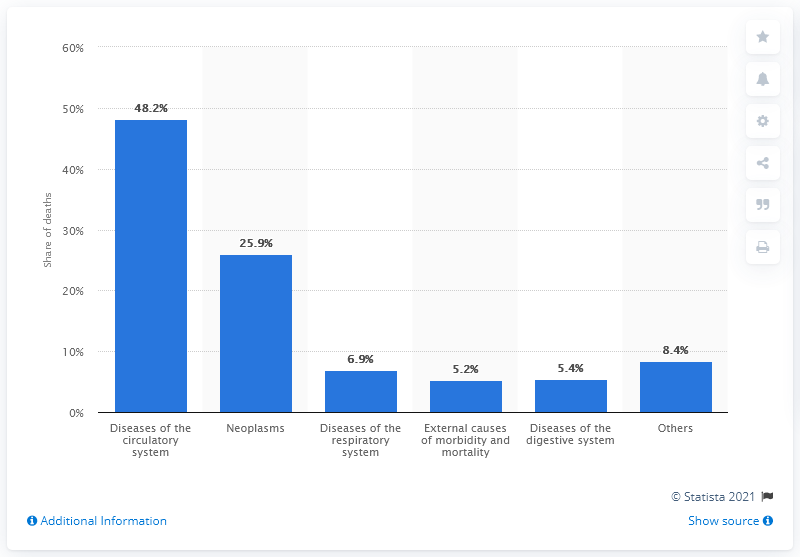 60%
50%
40%
30%
20%
10%
0%
Share of deaths
48.2%
25.9%
6.9%
5.2%
5.4%
8.4%
Diseases of the
circulatory
system
Neoplasms
Diseases of the
respiratory
system
External causes
of morbidity and
mortality
Diseases of the
digestive system
Others
© Statista 2021
Additional Information
Show source